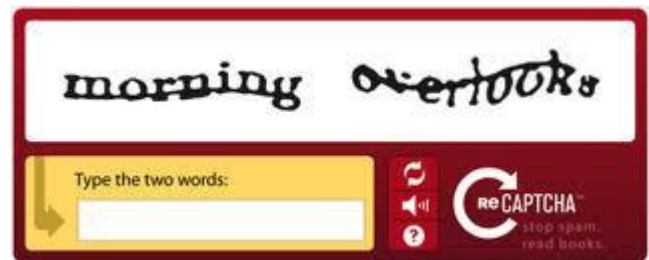 morning overlooks
Type the two words:
ReCAPTCHA™
stop spam.
read books.